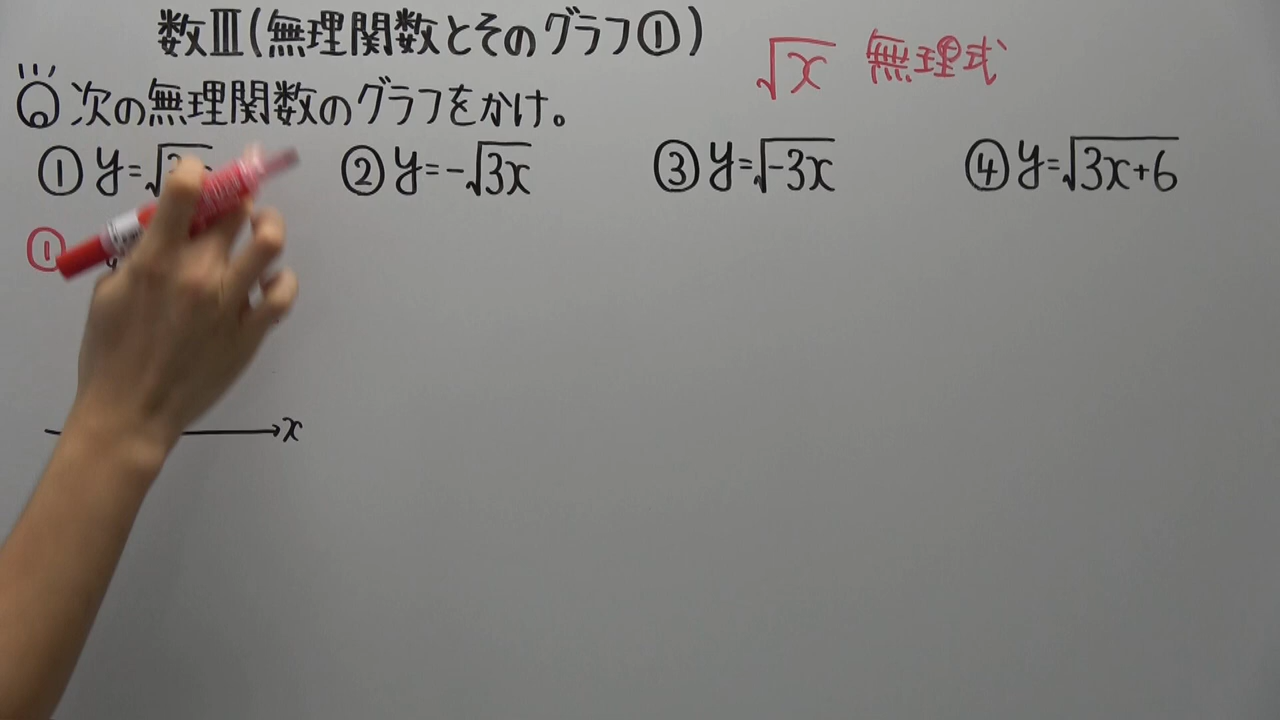 数Ⅲ(無理関数とそのグラフ①)
√x 無理式
Q 次の無理関数のグラフをかけ。
① y=√3x ② y=-√3x ③ y=√-3x ④ y=√3x+6
①
x